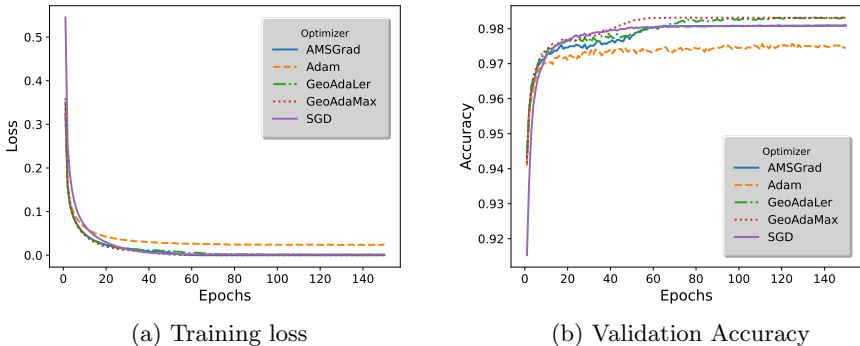 0.5
0.4
0.3
0.2
0.1
0.0
Loss
0 20 40 60 80 100 120 140
Epochs
Optimizer
AMSGrad
Adam
GeoAdaLer
GeoAdaMax
SGD
(a) Training loss
0.98
0.97
0.96
0.95
0.94
0.93
0.92
Accuracy
0 20 40 60 80 100 120 140
Epochs
Optimizer
AMSGrad
Adam
GeoAdaLer
GeoAdaMax
SGD
(b) Validation Accuracy